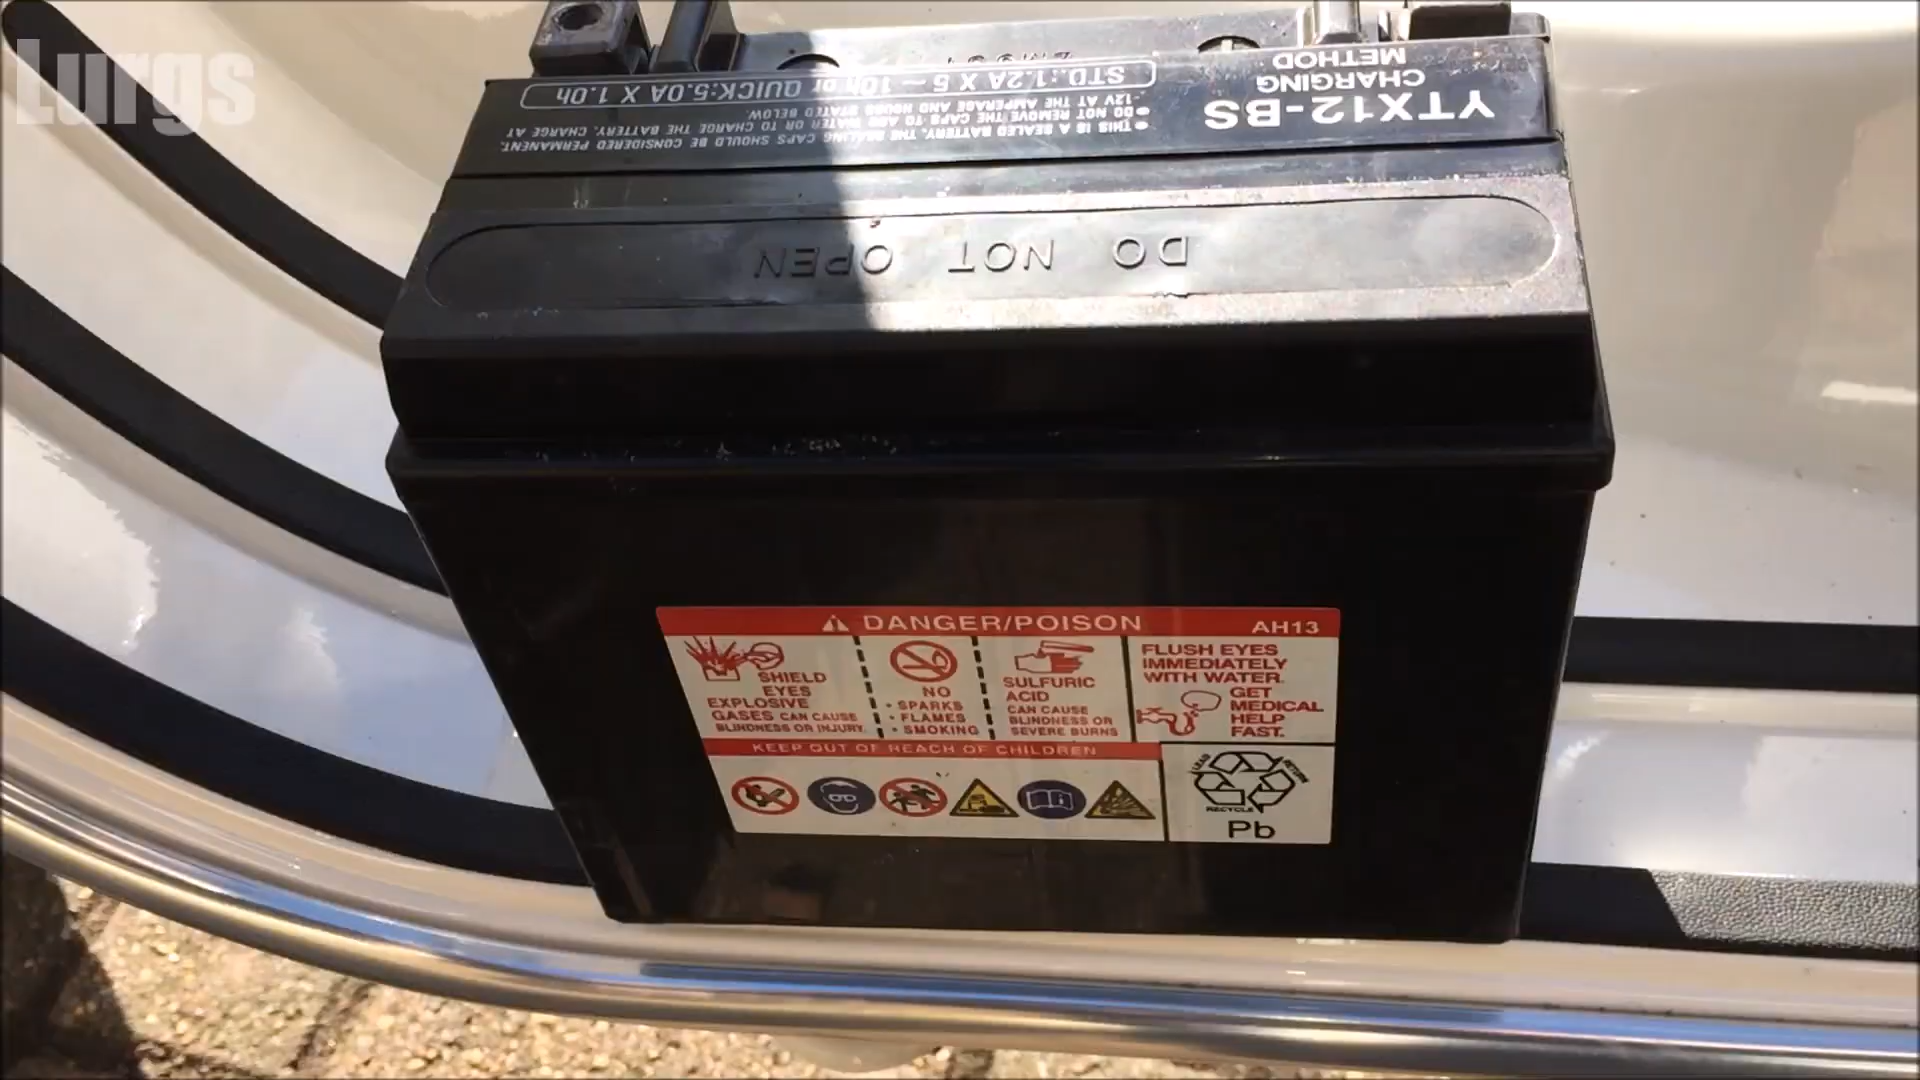 Lurgs
YTX12-BS
CHARGING
METHOD
STD.:1.2A X 5~10h or QUICK:5.0A X 1.0h
• THIS IS A SEALED BATTERY. THE SEALING CAPS SHOULD BE CONSIDERED PERMANENT.
• DO NOT REMOVE THE CAPS TO ADD WATER OR TO CHARGE THE BATTERY. CHARGE AT
12V AT THE AMPERAGE AND HOURS STATED BELOW.
DO NOT OPEN
DANGER/POISON AH13
SHIELD
EYES
EXPLOSIVE
GASES CAN CAUSE
BLINDNESS OR INJURY.
NO
• SPARKS
• FLAMES
• SMOKING
SULFURIC
ACID
CAN CAUSE
BLINDNESS OR
SEVERE BURNS
FLUSH EYES
IMMEDIATELY
WITH WATER.
GET
MEDICAL
HELP
FAST.
KEEP OUT OF REACH OF CHILDREN
LEAD
RETURN
RECYCLE
Pb